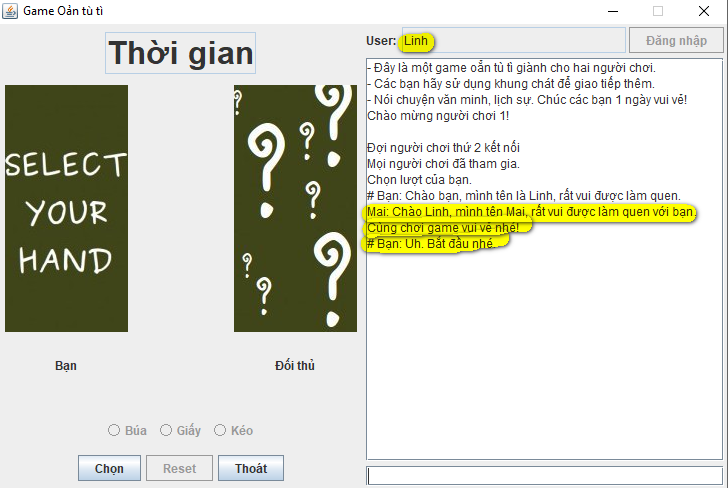 Game Oẳn tù tì
Thời gian
SELECT
YOUR
HAND
? ? ? ? ? ?
Bạn
Đối thủ
Búa
Giấy
Kéo
Chọn
Reset
Thoát
User:
Linh
Đăng nhập
- Đây là một game oẳn tù tì giành cho hai người chơi.
- Các bạn hãy sử dụng khung chát để giao tiếp thêm.
- Nói chuyện văn minh, lịch sự. Chúc các bạn 1 ngày vui vẻ!
Chào mừng người chơi 1!
Đợi người chơi thứ 2 kết nối
Mọi người chơi đã tham gia.
Chọn lượt của bạn.
# Bạn: Chào bạn, mình tên là Linh, rất vui được làm quen.
Mai: Chào Linh, mình tên Mai, rất vui được làm quen với bạn.
Cùng chơi game vui vẻ nhé!
# Bạn: Uh. Bắt đầu nhé.